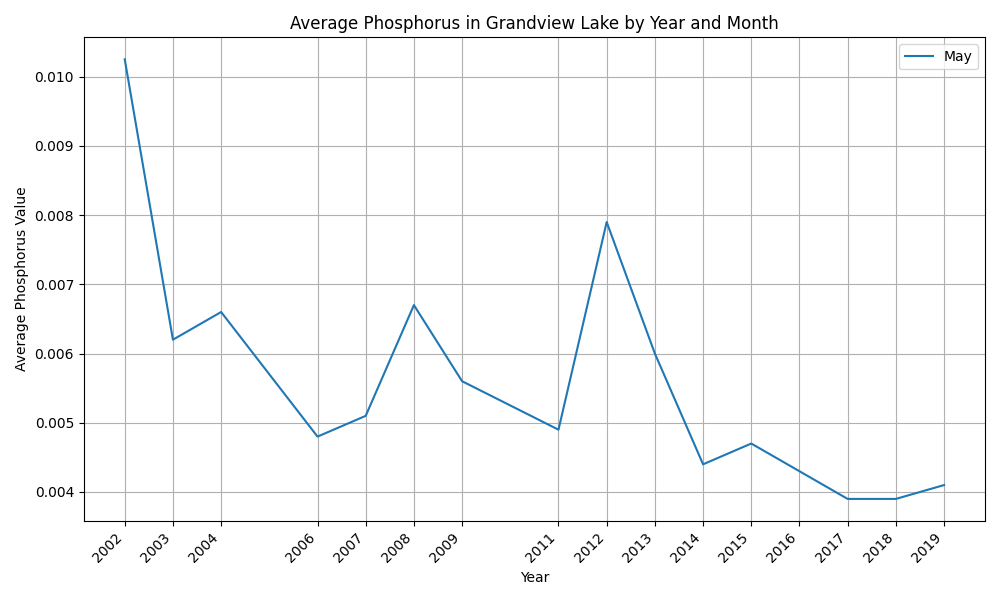 Average Phosphorus in Grandview Lake by Year and Month
May
0.010
0.009
0.008
0.007
0.006
0.005
0.004
Average Phosphorus Value
2002 2003 2004 2006 2007 2008 2009 2011 2012 2013 2014 2015 2016 2017 2018 2019
Year